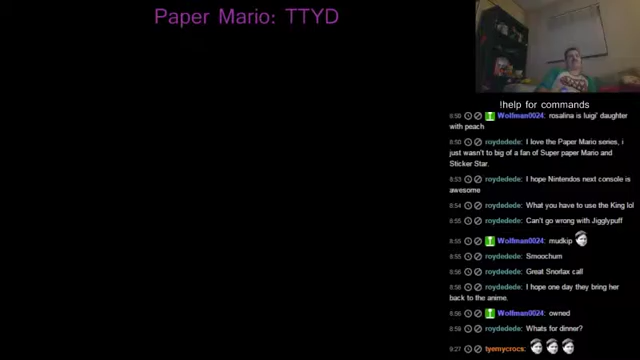 Paper Mario: TTYD
!help for commands
8:50 Wolfman0024: rosalina is luigi' daughter
with peach
8:50 roydedede: I love the Paper Mario series, i
just wasn't to big of a fan of Super paper Mario and
Sticker Star.
8:53 roydedede: I hope Nintendos next console is
awesome
8:54 roydedede: What you have to use the King lol
8:55 roydedede: Can't go wrong with Jigglypuff
8:55 Wolfman0024: mudkip
8:55 roydedede: Smoochum
8:56 roydedede: Great Snorlax call
8:58 roydedede: I hope one day they bring her
back to the anime.
8:58 Wolfman0024: owned
8:59 roydedede: Whats for dinner?
9:27 tyemycrocs: